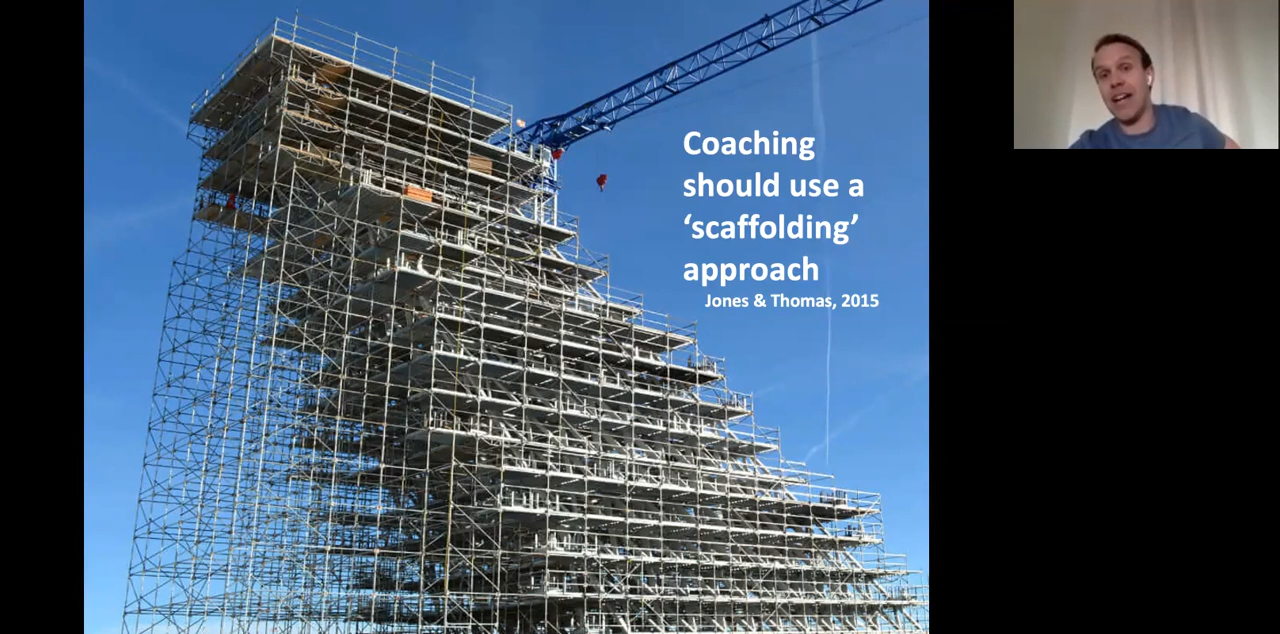 Coaching
should use a
‘scaffolding’
approach
Jones & Thomas, 2015